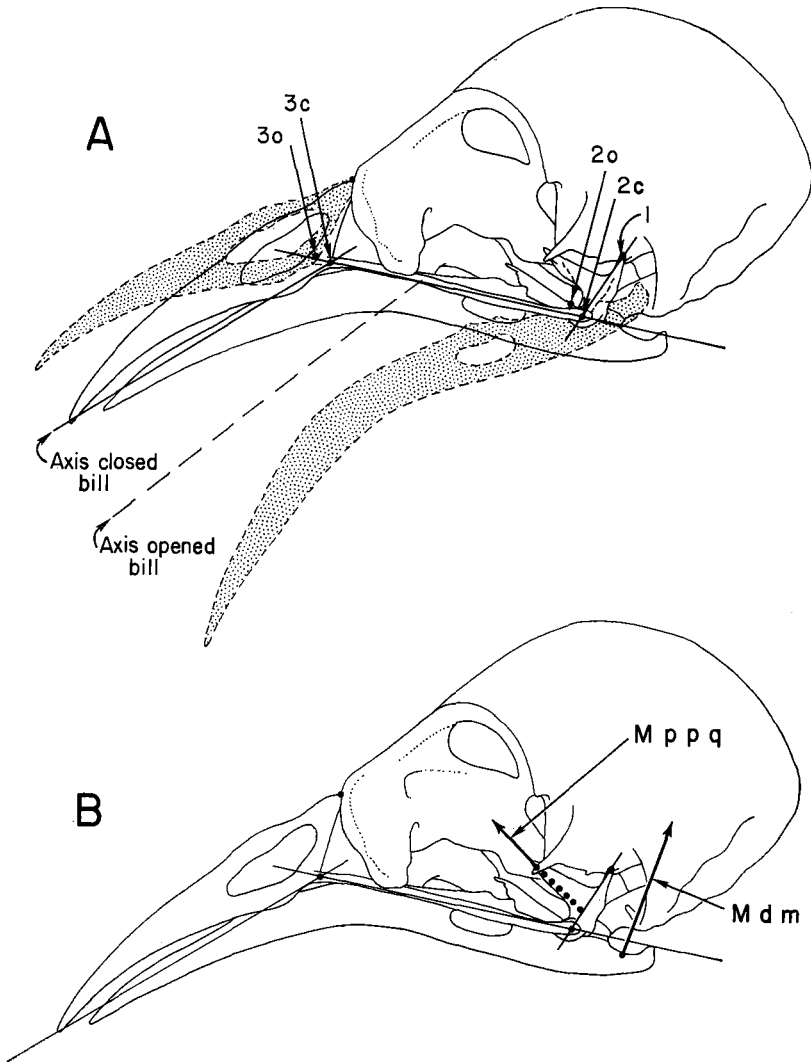 A
3c
3o
2o
2c
1
Axis closed
bill
Axis opened
bill
B
M p p q
M d m